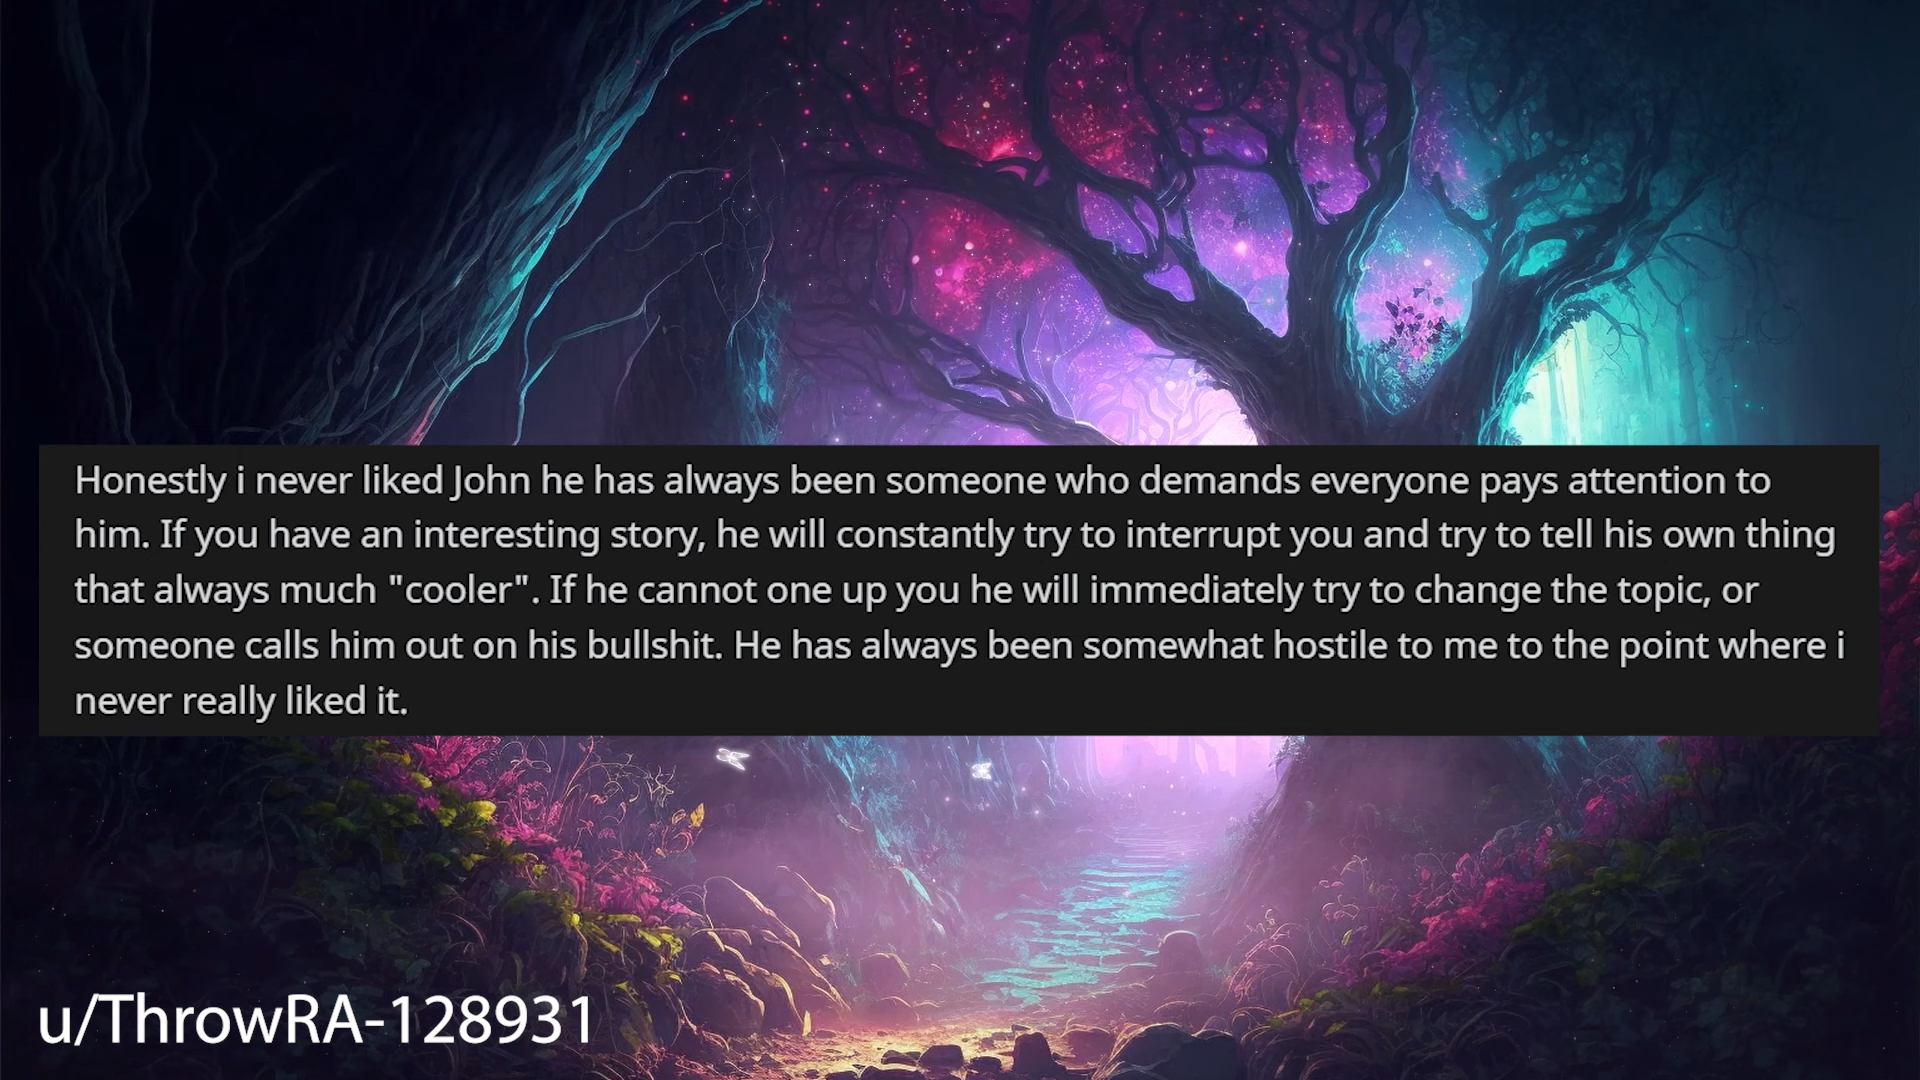 Honestly i never liked John he has always been someone who demands everyone pays attention to
him. If you have an interesting story, he will constantly try to interrupt you and try to tell his own thing
that always much "cooler". If he cannot one up you he will immediately try to change the topic, or
someone calls him out on his bullshit. He has always been somewhat hostile to me to the point where i
never really liked it.
u/ThrowRA-128931